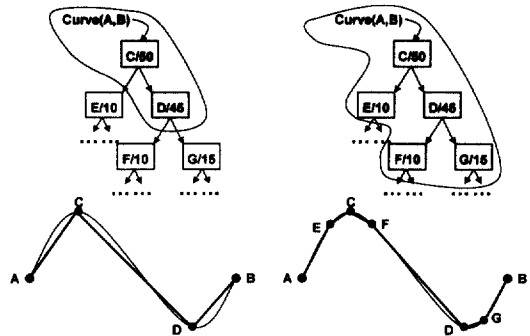 Curve(A,B)
C/50
E/10
D/45
F/10
G/15
Curve(A,B)
C/50
E/10
D/45
F/10
G/15
C
A
B
D
C
E
F
A
B
G
D